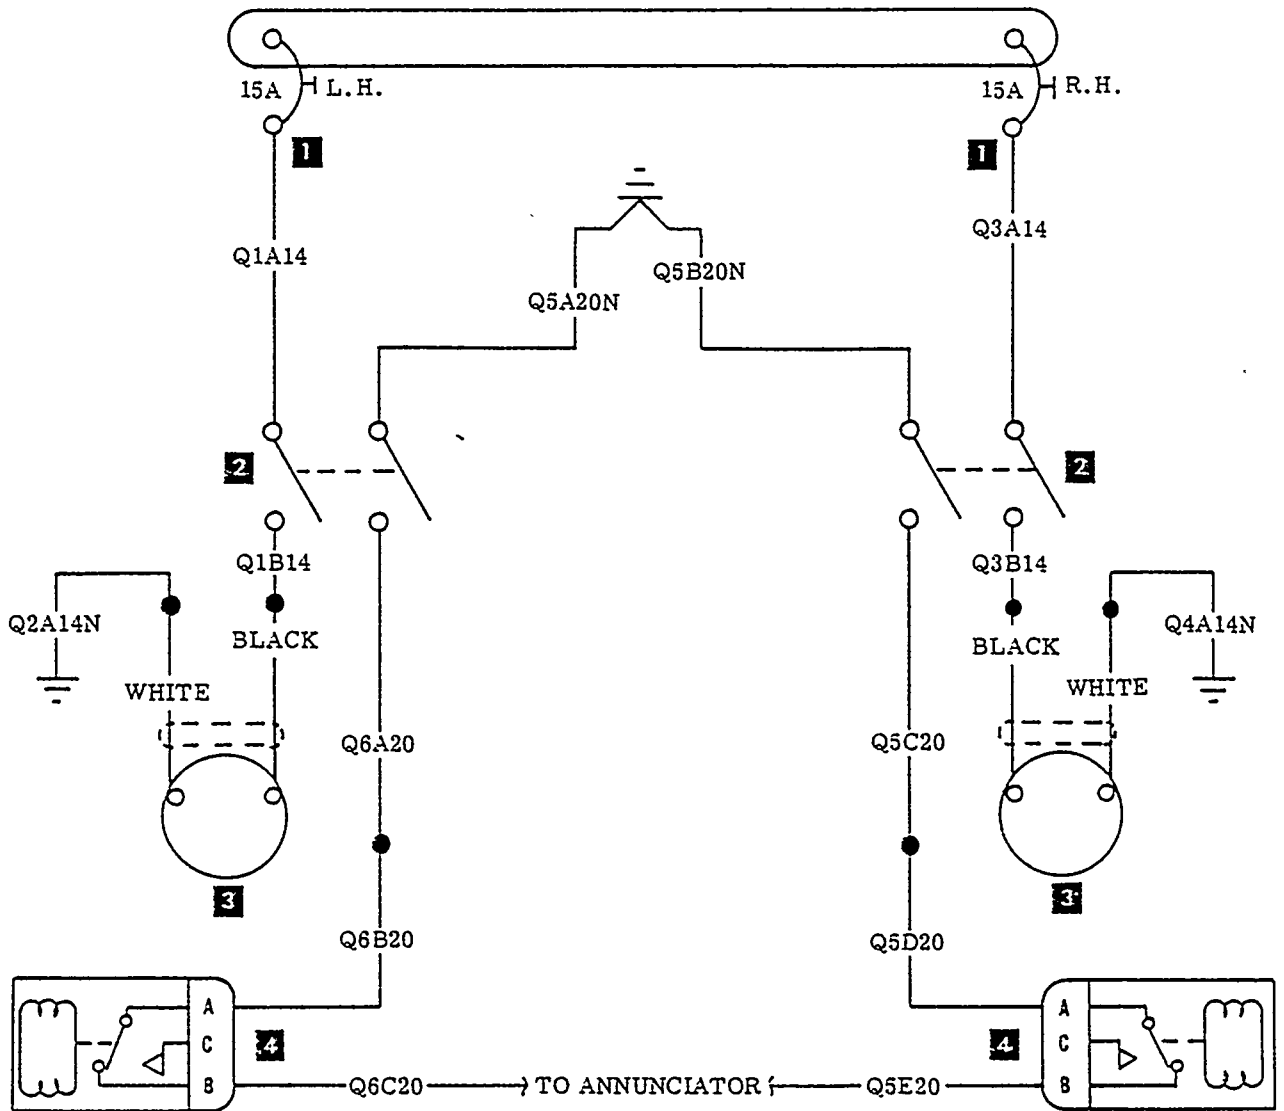 15A L.H.
15A R.H.
1
1
Q1A14
Q3A14
Q5A20N
Q5B20N
2
2
Q1B14
Q3B14
Q2A14N
Q4A14N
BLACK
BLACK
WHITE
WHITE
Q6A20
Q5C20
3
3
Q6B20
Q5D20
A
C
B
4
4
A
C
B
Q6C20
TO ANNUNCIATOR
Q5E20